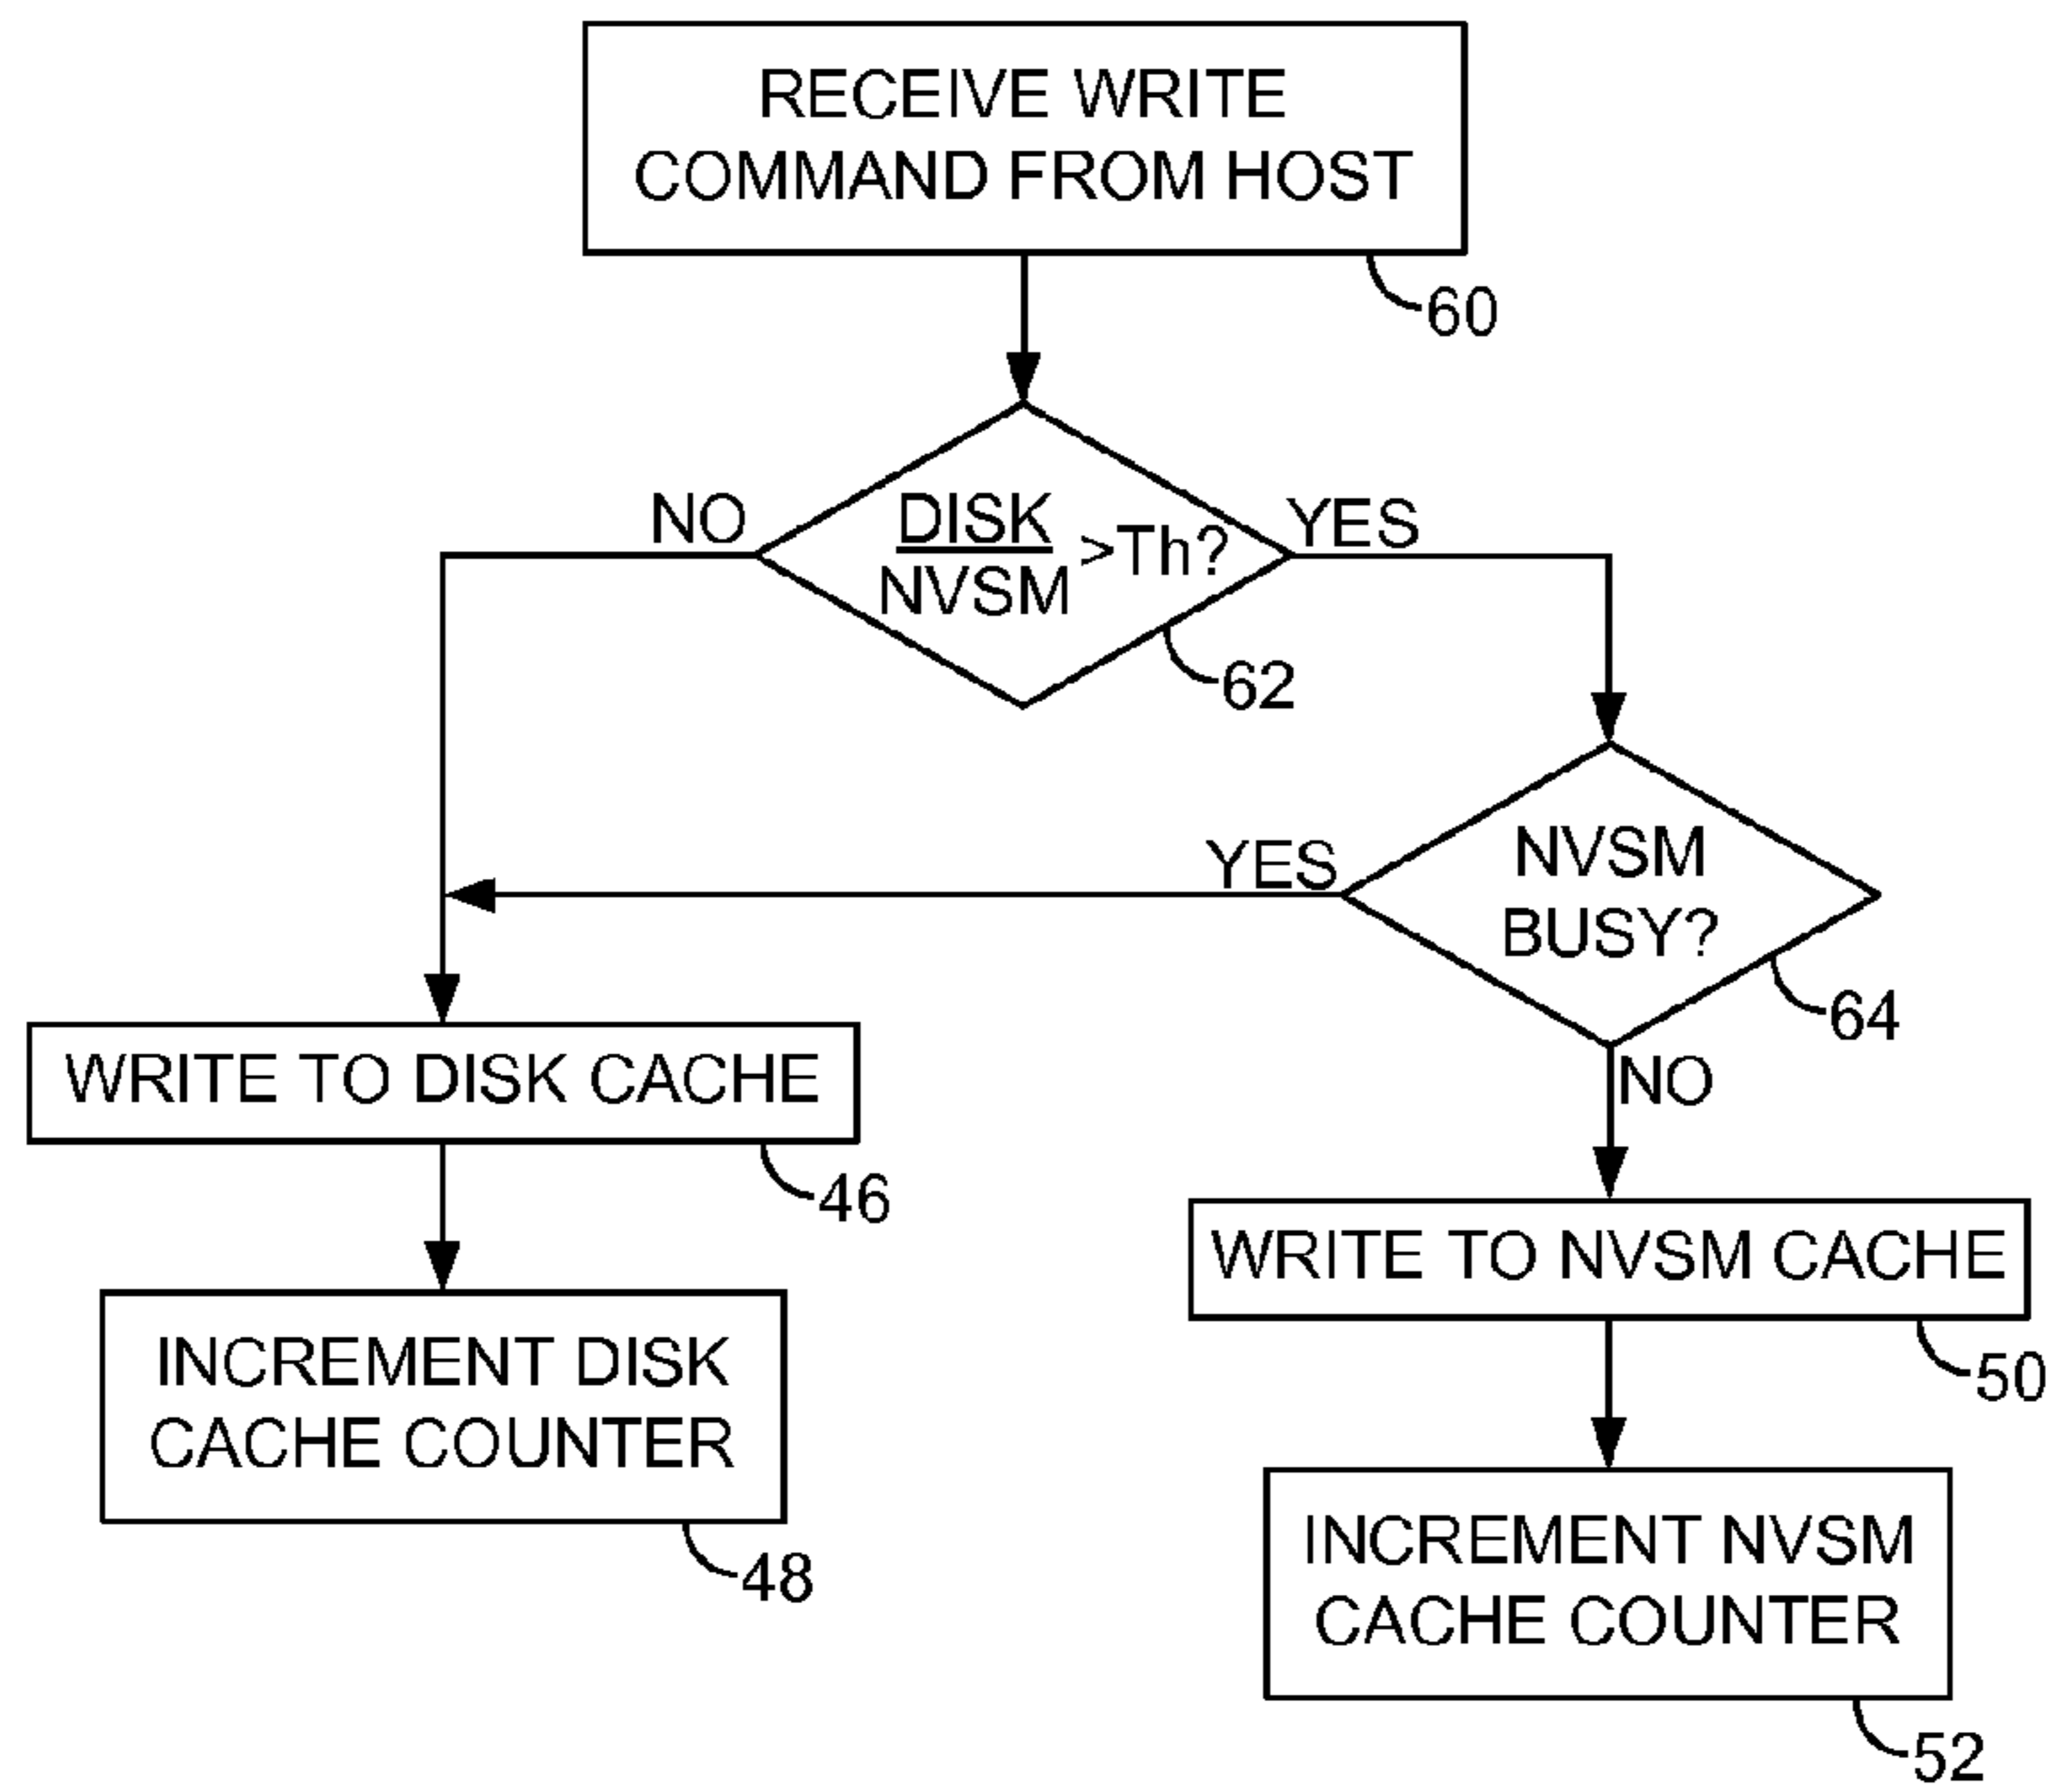 RECEIVE WRITE
COMMAND FROM HOST
60
NO
DISK
NVSM
>Th?
YES
62
YES
NVSM
BUSY?
64
NO
WRITE TO DISK CACHE
46
WRITE TO NVSM CACHE
50
INCREMENT DISK
CACHE COUNTER
48
INCREMENT NVSM
CACHE COUNTER
52